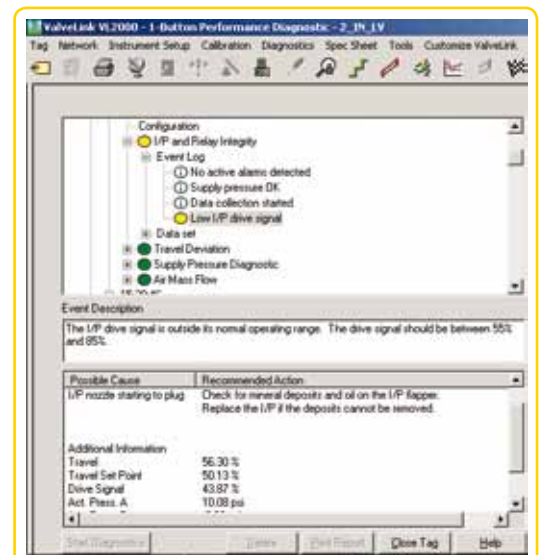 ValveLink VL2000 - 1-Button Performance Diagnostic - 2_IN_LV
Tag Network Instrument Setup Calibration Diagnostics Spec Sheet Tools Customize ValveLink
Configuration
I/P and Relay Integrity
Event Log
No active alarms detected
Supply pressure OK
Data collection started
Low I/P drive signal
Data set
Travel Deviation
Supply Pressure Diagnostic
Air Mass Flow
Event Description
The I/P drive signal is outside its normal operating range. The drive signal should be between 55%
and 85%.
Possible Cause Recommended Action
I/P nozzle starting to plug Check for mineral deposits and oil on the I/P flapper.
Replace the I/P if the deposits cannot be removed.
Additional Information
Travel 56.30 %
Travel Set Point 50.13 %
Drive Signal 43.87 %
Act. Press. A 10.08 psi
Start Diagnostics Delete Print Report Close Tag Help